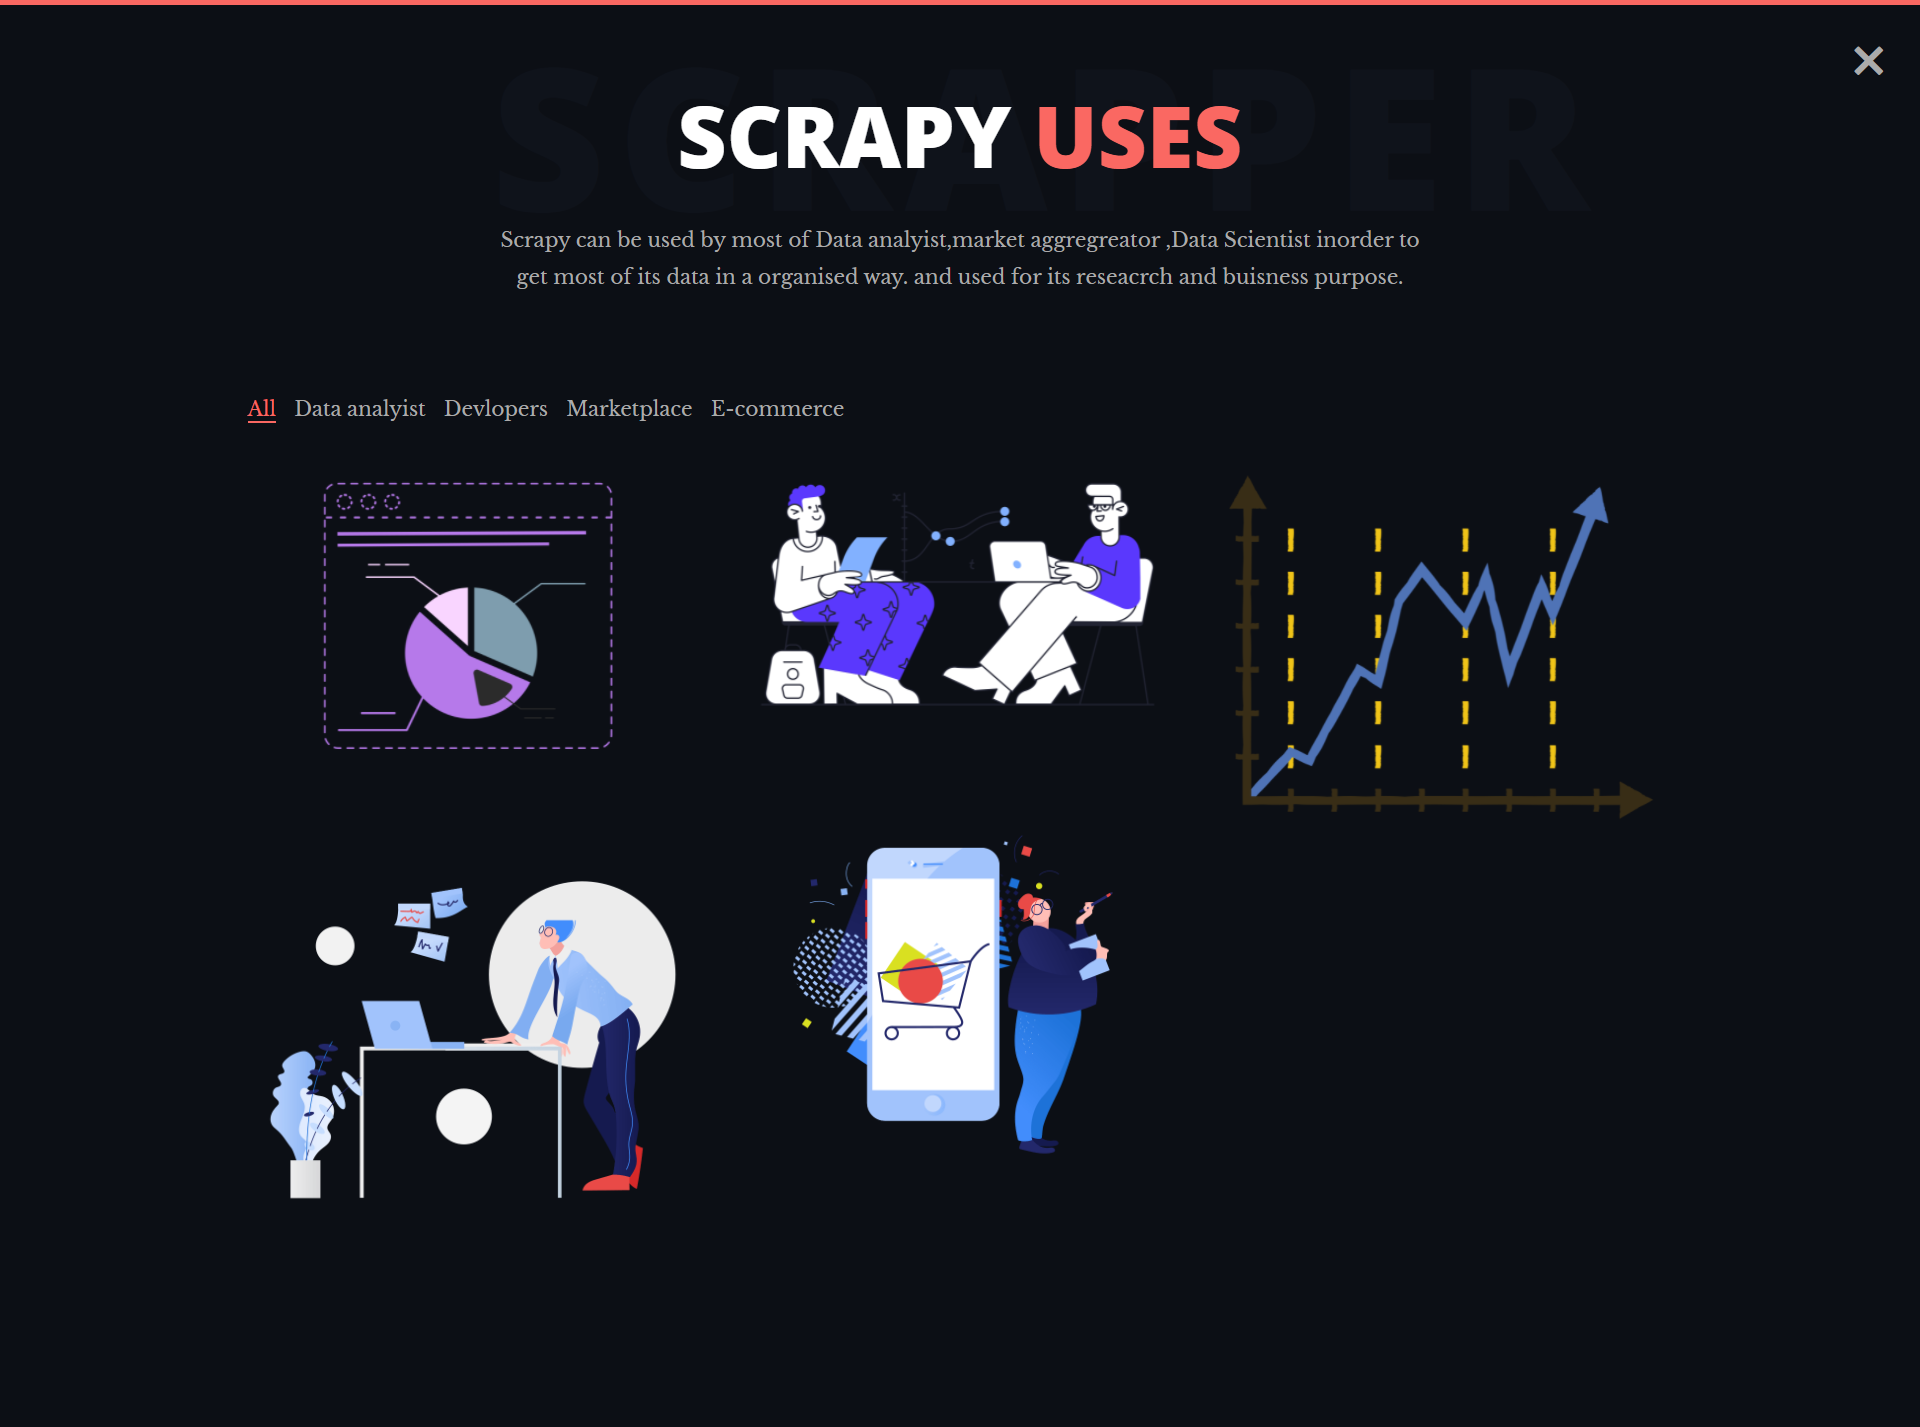 SCRAPPER
SCRAPY USES
Scrapy can be used by most of Data analyist,market aggregreator ,Data Scientist inorder to
get most of its data in a organised way. and used for its reseacrch and buisness purpose.
All Data analyist Devlopers Marketplace E-commerce
x
t